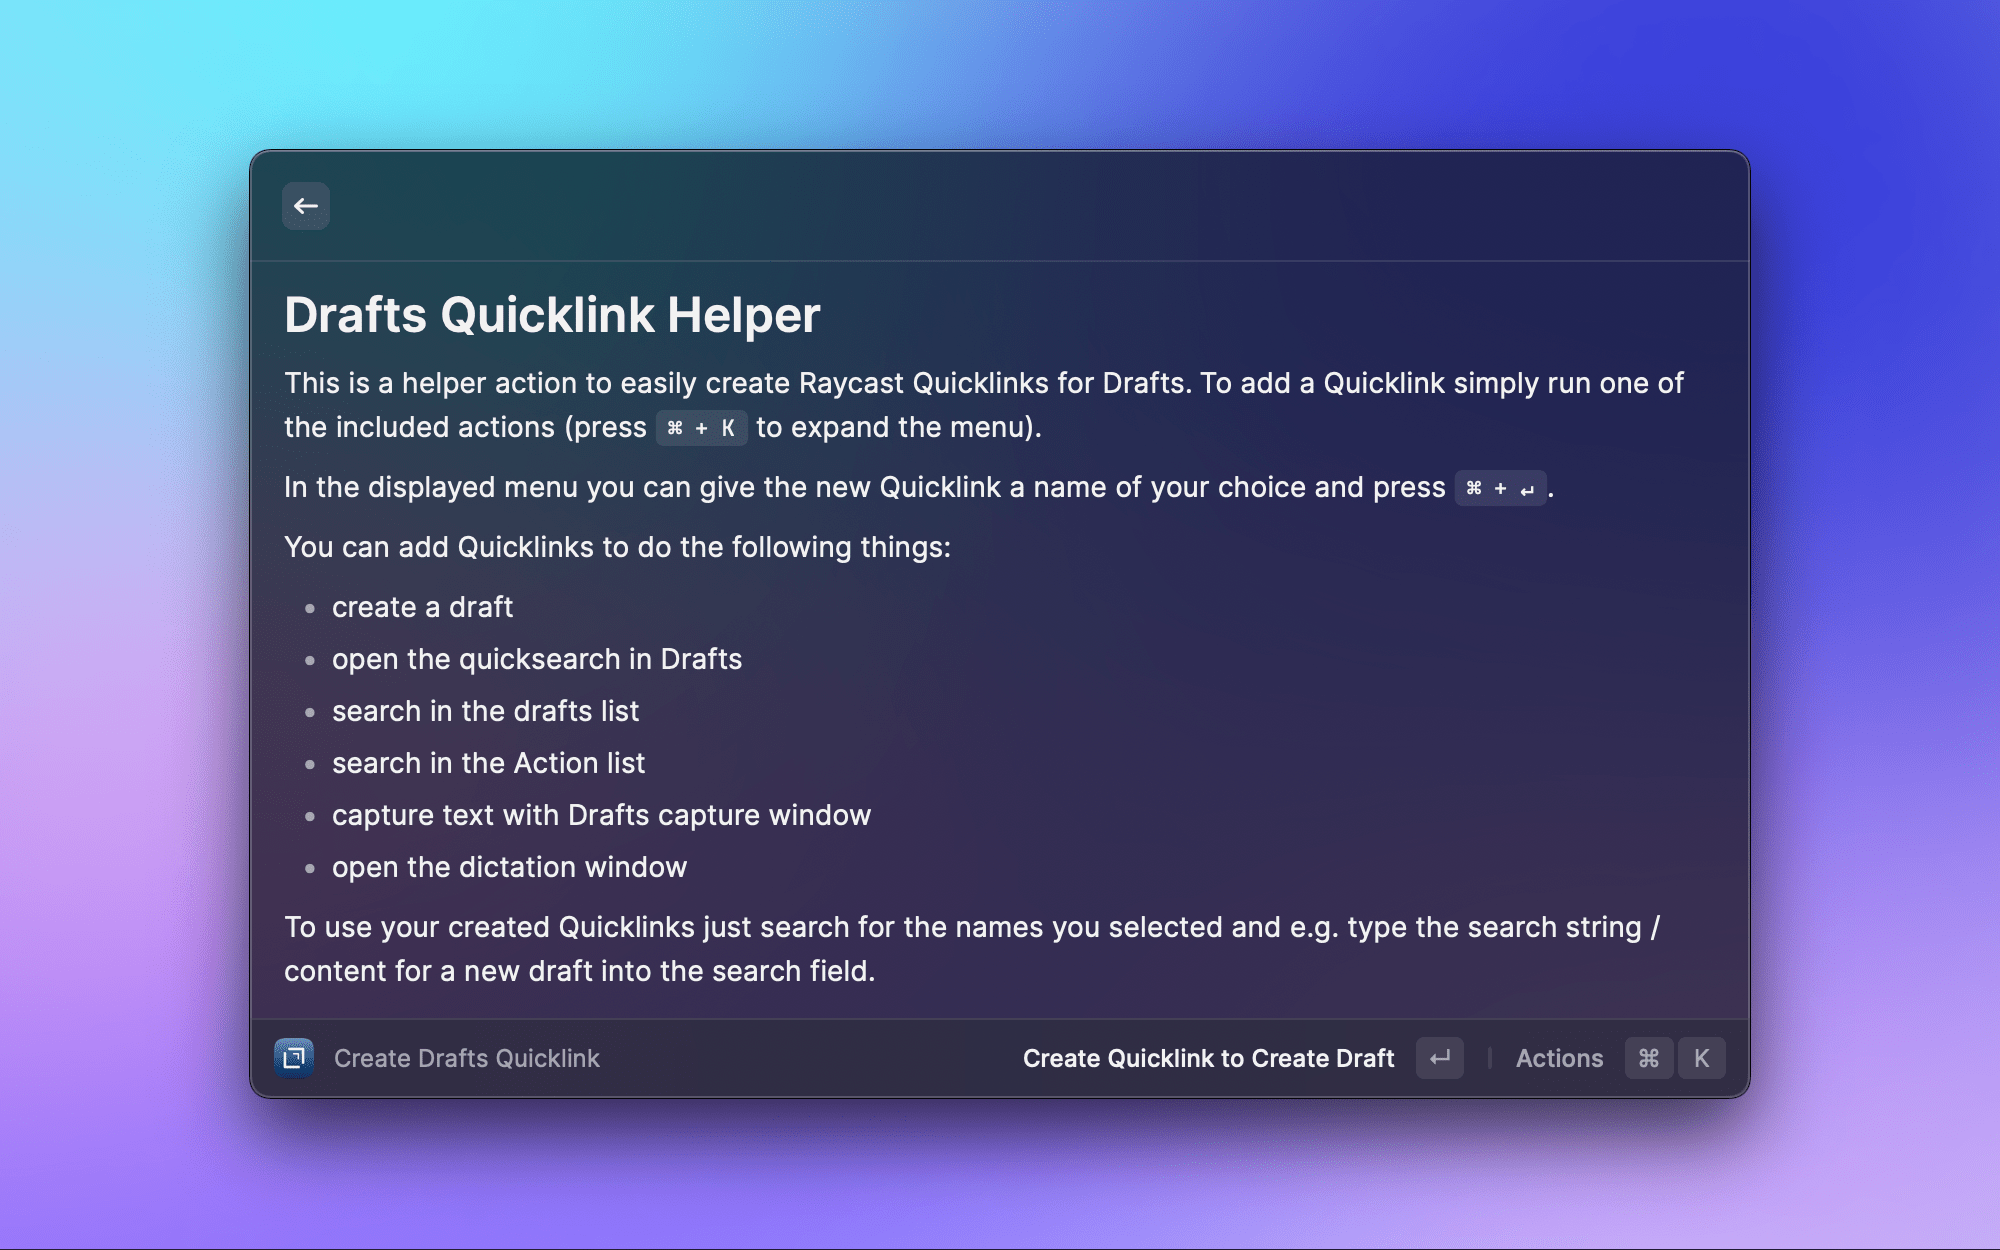 Drafts Quicklink Helper
This is a helper action to easily create Raycast Quicklinks for Drafts. To add a Quicklink simply run one of
the included actions (press ⌘ + K to expand the menu).
In the displayed menu you can give the new Quicklink a name of your choice and press ⌘ + ↵.
You can add Quicklinks to do the following things:
• create a draft
• open the quicksearch in Drafts
• search in the drafts list
• search in the Action list
• capture text with Drafts capture window
• open the dictation window
To use your created Quicklinks just search for the names you selected and e.g. type the search string /
content for a new draft into the search field.
Create Drafts Quicklink Create Quicklink to Create Draft ↵ Actions ⌘ K